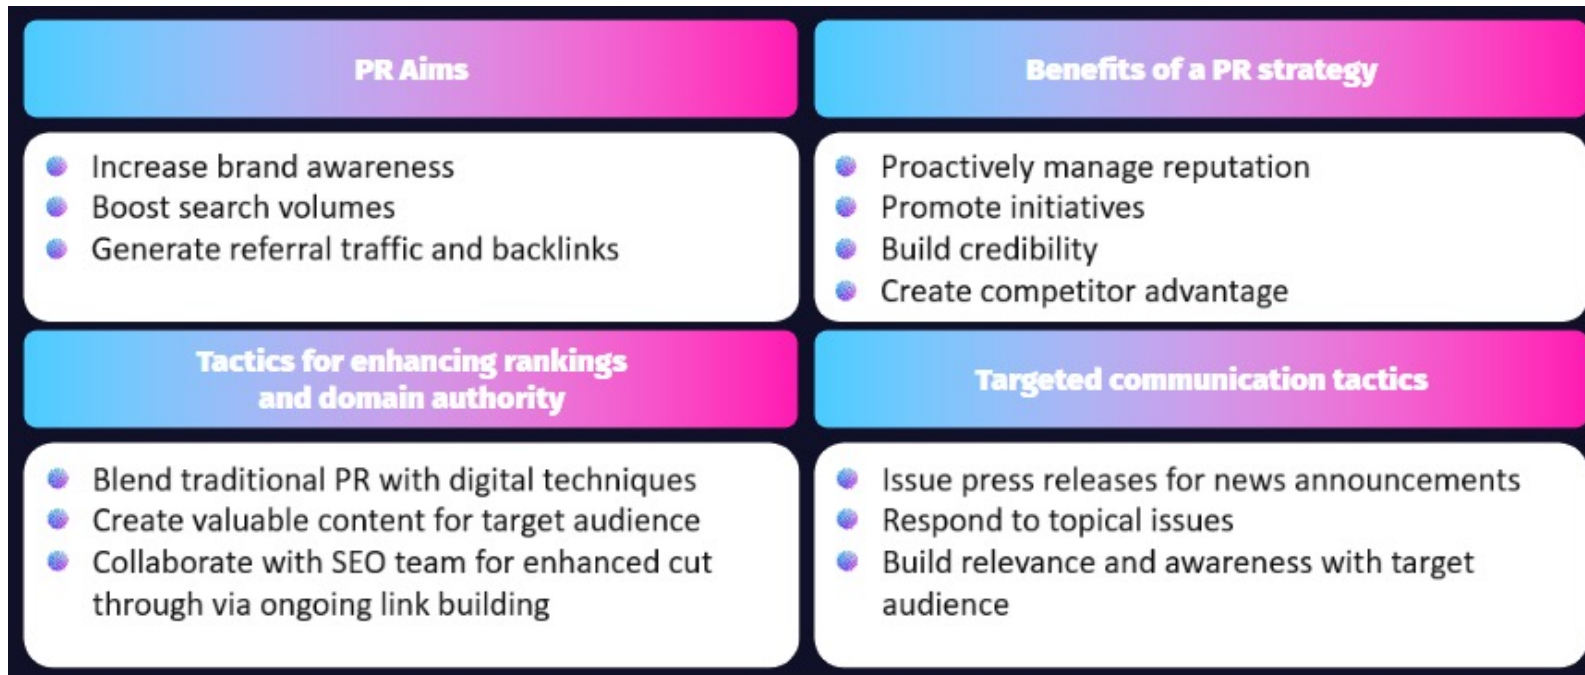 PR Aims
Increase brand awareness
Boost search volumes
Generate referral traffic and backlinks
Benefits of a PR strategy
Proactively manage reputation
Promote initiatives
Build credibility
Create competitor advantage
Tactics for enhancing rankings
and domain authority
Blend traditional PR with digital techniques
Create valuable content for target audience
Collaborate with SEO team for enhanced cut
through via ongoing link building
Targeted communication tactics
Issue press releases for news announcements
Respond to topical issues
Build relevance and awareness with target
audience